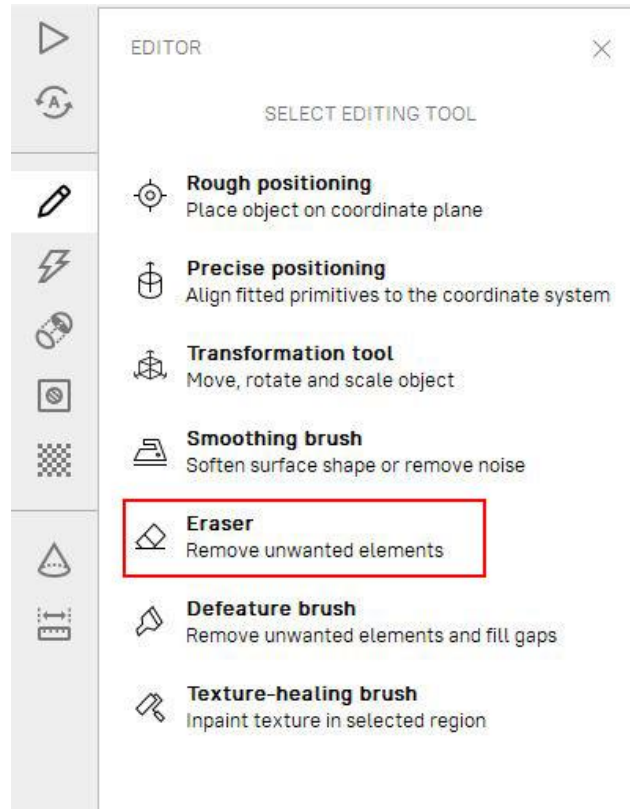 A
EDITOR
SELECT EDITING TOOL
Rough positioning
Place object on coordinate plane
Precise positioning
Align fitted primitives to the coordinate system
Transformation tool
Move, rotate and scale object
Smoothing brush
Soften surface shape or remove noise
Eraser
Remove unwanted elements
Defeature brush
Remove unwanted elements and fill gaps
Texture-healing brush
Inpaint texture in selected region